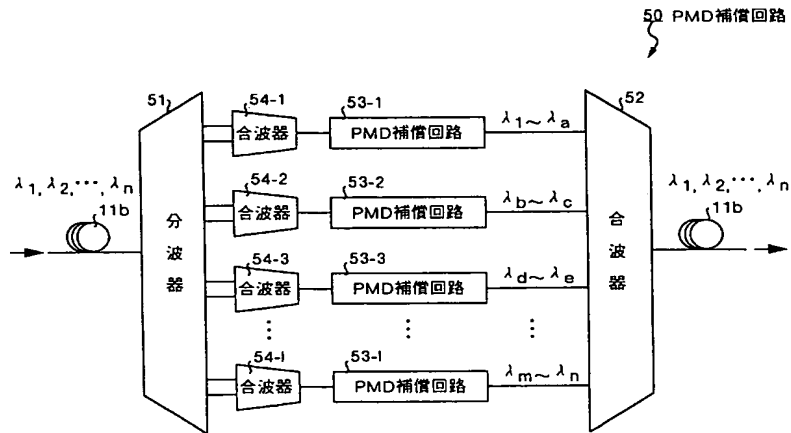 50 PMD補償回路
51
52
54-1
合波器
53-1
PMD補償回路
λ1~λa
54-2
合波器
53-2
PMD補償回路
λb~λc
54-3
合波器
53-3
PMD補償回路
λd~λe
54-l
合波器
53-l
PMD補償回路
λm~λn
λ1, λ2, ⋯, λn
11b
分波器
合波器
λ1, λ2, ⋯, λn
11b